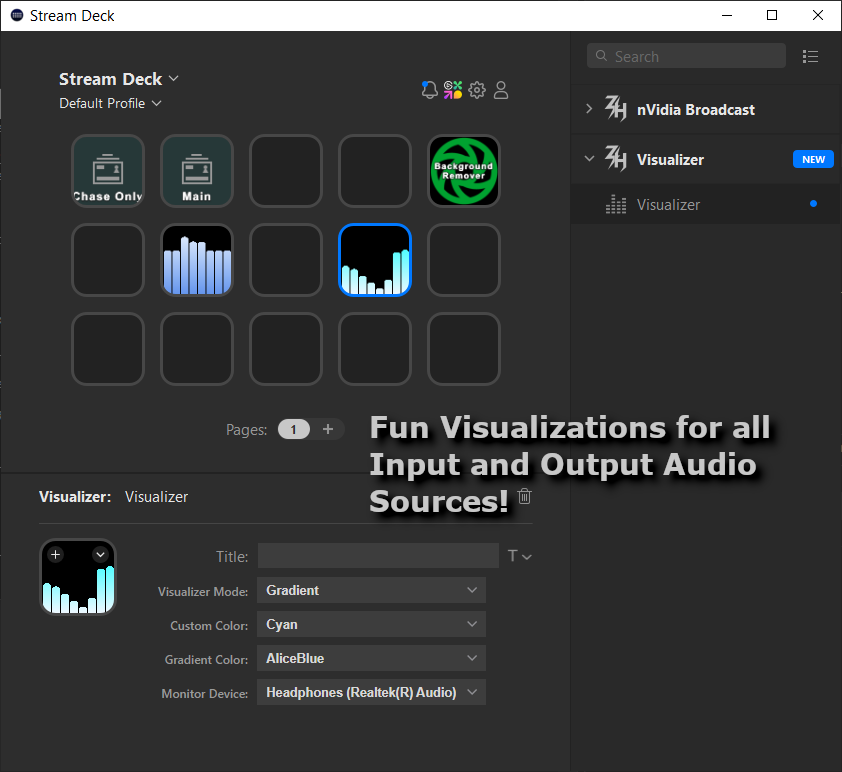 Stream Deck
Search
Stream Deck
Default Profile
nVidia Broadcast
Visualizer NEW
Visualizer
Chase Only
Main
Background
Remover
Pages: 1 +
Fun Visualizations for all
Input and Output Audio
Sources!
Visualizer: Visualizer
Title: T
Visualizer Mode: Gradient
Custom Color: Cyan
Gradient Color: AliceBlue
Monitor Device: Headphones (Realtek(R) Audio)